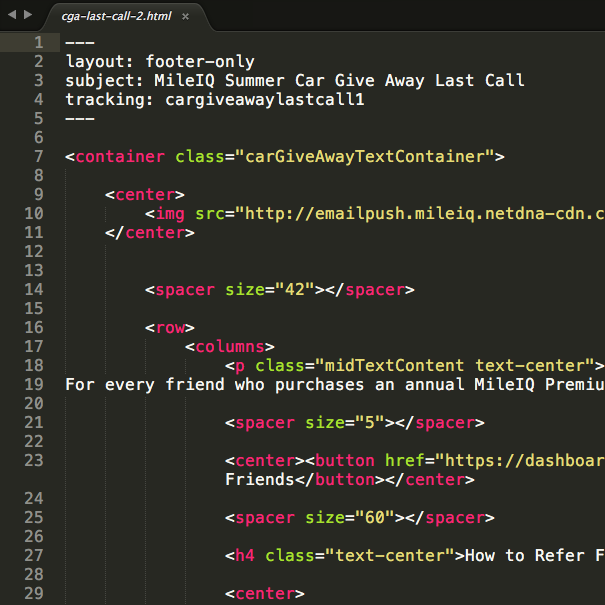 cga-last-call-2.html ×
1 ---
2 layout: footer-only
3 subject: MileIQ Summer Car Give Away Last Call
4 tracking: cargiveawaylastcall1
5 ---
6
7 <container class="carGiveAwayTextContainer">
8
9 <center>
10 <img src="http://emailpush.mileiq.netdna-cdn.c
11 </center>
12
13
14 <spacer size="42"></spacer>
15
16 <row>
17 <columns>
18 <p class="midTextContent text-center">
19 For every friend who purchases an annual MileIQ Premiu
20
21 <spacer size="5"></spacer>
22
23 <center><button href="https://dashboar
Friends</button></center>
24
25 <spacer size="60"></spacer>
26
27 <h4 class="text-center">How to Refer F
28
29 <center>